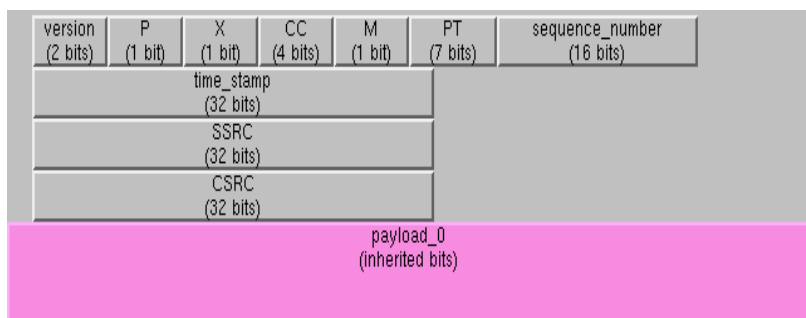 version P X CC M PT sequence_number
(2 bits) (1 bit) (1 bit) (4 bits) (1 bit) (7 bits) (16 bits)
time_stamp
(32 bits)
SSRC
(32 bits)
CSRC
(32 bits)
payload_0
(inherited bits)